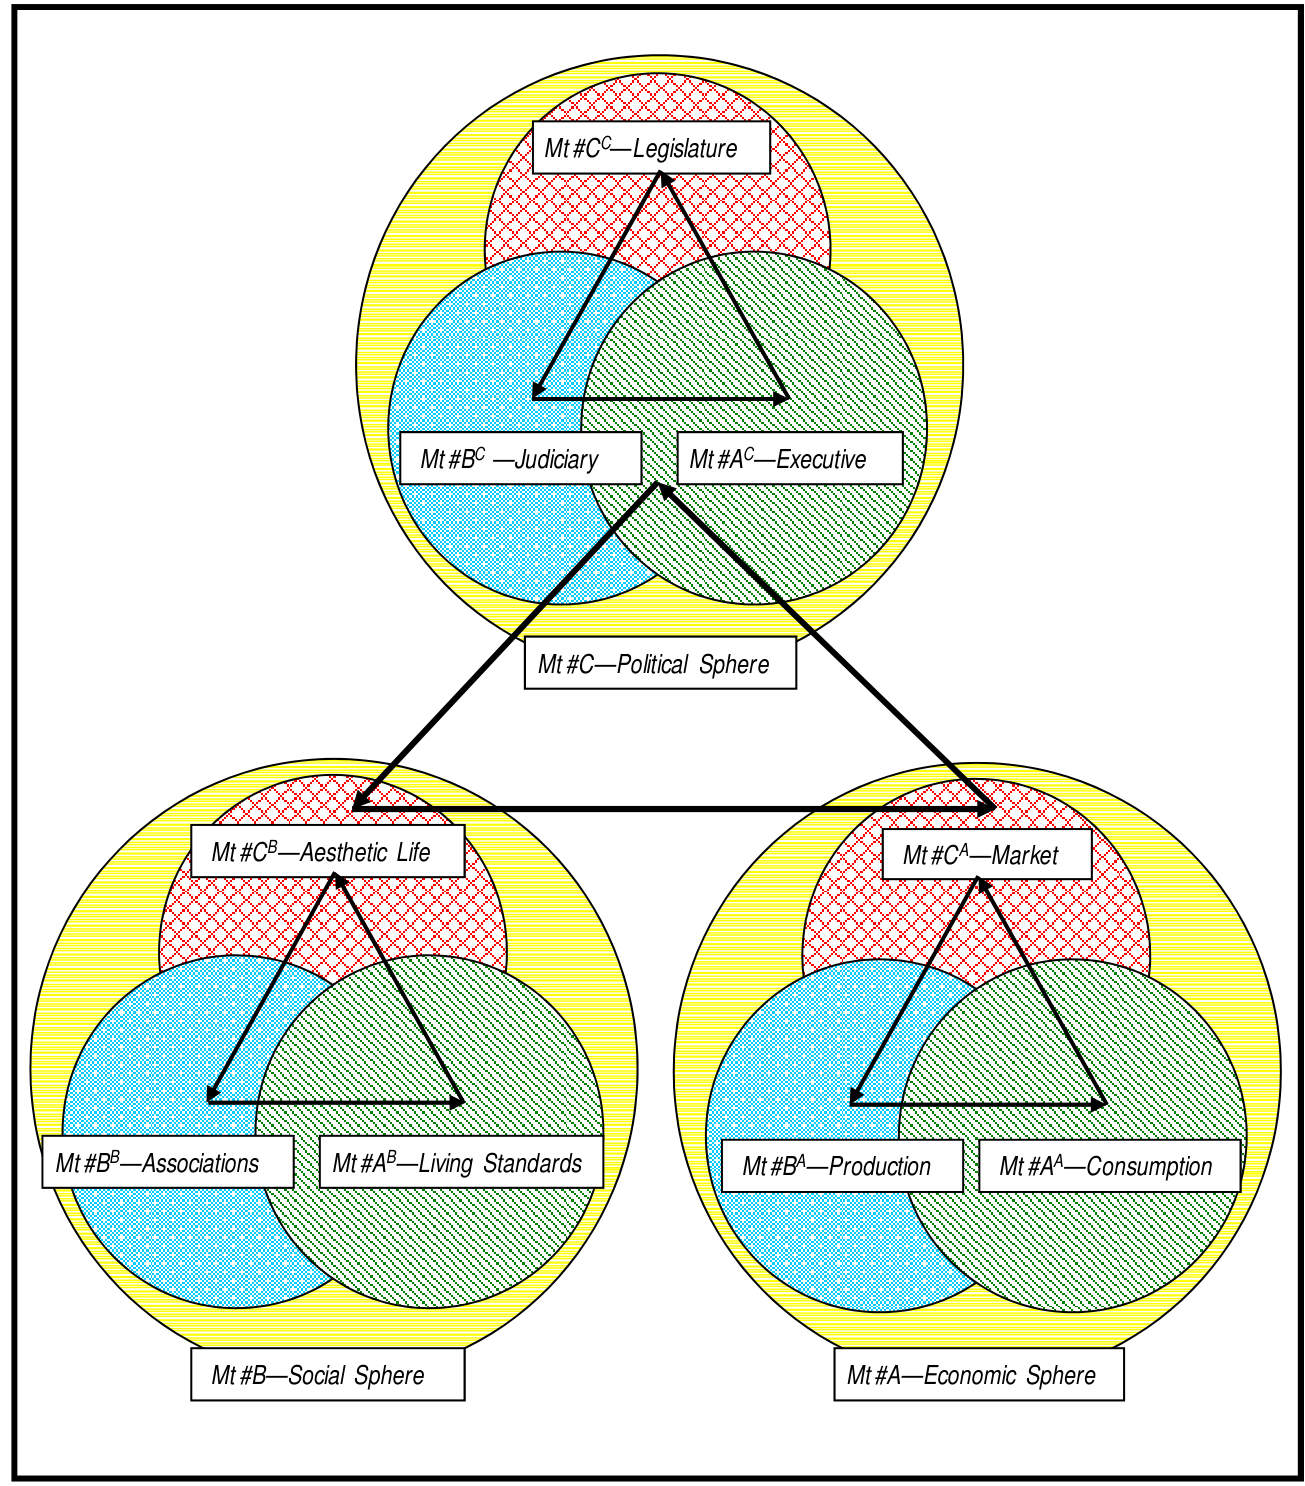 Mt#C^C—Legislature
Mt#B^C —Judiciary
Mt#A^C—Executive
Mt#C—Political Sphere
Mt#C^B—Aesthetic Life
Mt#C^A—Market
Mt#B^B—Associations
Mt#A^B—Living Standards
Mt#B^A—Production
Mt#A^A—Consumption
Mt#B—Social Sphere
Mt#A—Economic Sphere